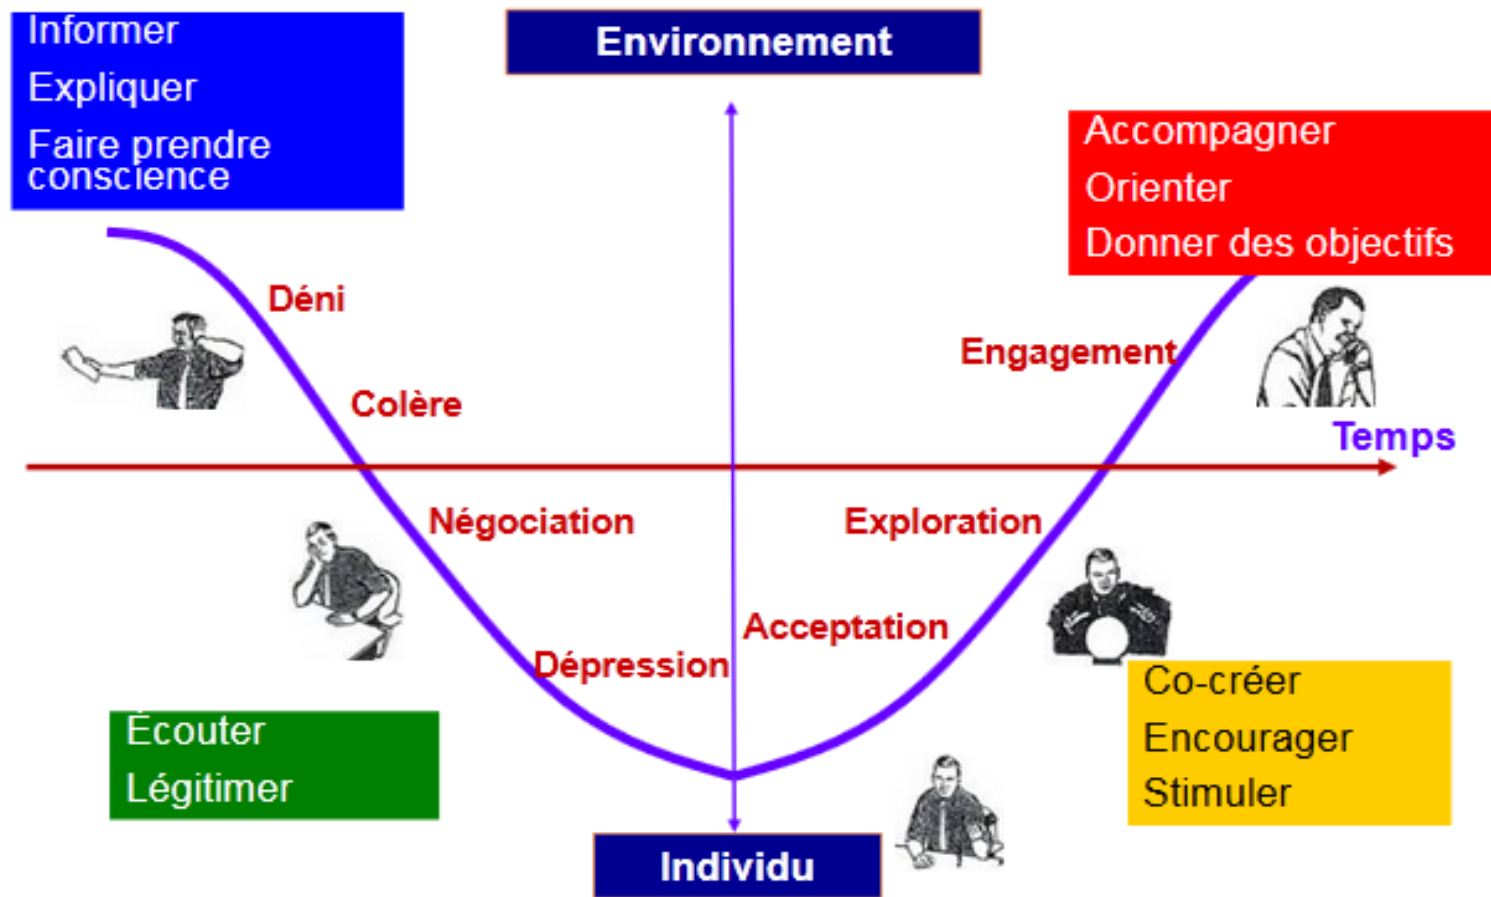 Informer
Expliquer
Faire prendre
conscience
Environnement
Accompagner
Orienter
Donner des objectifs
Déni
Colère
Engagement
Temps
Négociation
Exploration
Dépression
Acceptation
Écouter
Légitimer
Co-créer
Encourager
Stimuler
Individu